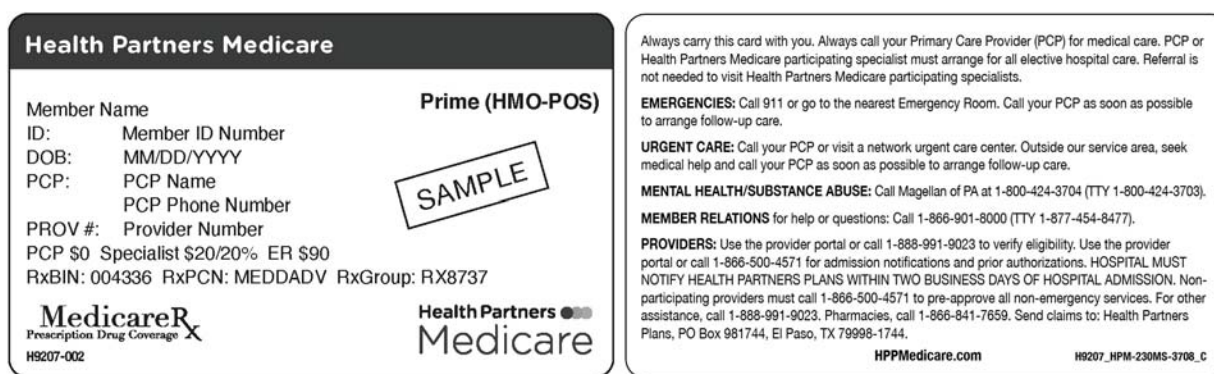 Health Partners Medicare
Prime (HMO-POS)
Member Name
ID: Member ID Number
DOB: MM/DD/YYYY
PCP: PCP Name
PCP Phone Number
PROV #: Provider Number
PCP $0 Specialist $20/20% ER $90
RxBIN: 004336 RxPCN: MEDDADV RxGroup: RX8737
SAMPLE
MedicareRx
Prescription Drug Coverage
H9207-002
Health Partners
Medicare
Always carry this card with you. Always call your Primary Care Provider (PCP) for medical care. PCP or
Health Partners Medicare participating specialist must arrange for all elective hospital care. Referral is
not needed to visit Health Partners Medicare participating specialists.
EMERGENCIES: Call 911 or go to the nearest Emergency Room. Call your PCP as soon as possible
to arrange follow-up care.
URGENT CARE: Call your PCP or visit a network urgent care center. Outside our service area, seek
medical help and call your PCP as soon as possible to arrange follow-up care.
MENTAL HEALTH/SUBSTANCE ABUSE: Call Magellan of PA at 1-800-424-3704 (TTY 1-800-424-3703).
MEMBER RELATIONS for help or questions: Call 1-866-901-8000 (TTY 1-877-454-8477).
PROVIDERS: Use the provider portal or call 1-888-991-9023 to verify eligibility. Use the provider
portal or call 1-866-500-4571 for admission notifications and prior authorizations. HOSPITAL MUST
NOTIFY HEALTH PARTNERS PLANS WITHIN TWO BUSINESS DAYS OF HOSPITAL ADMISSION. Non-
participating providers must call 1-866-500-4571 to pre-approve all non-emergency services. For other
assistance, call 1-888-991-9023. Pharmacies, call 1-866-841-7659. Send claims to: Health Partners
Plans, PO Box 981744, El Paso, TX 79998-1744.
HPPMedicare.com
H9207_HPM-230MS-3708_C